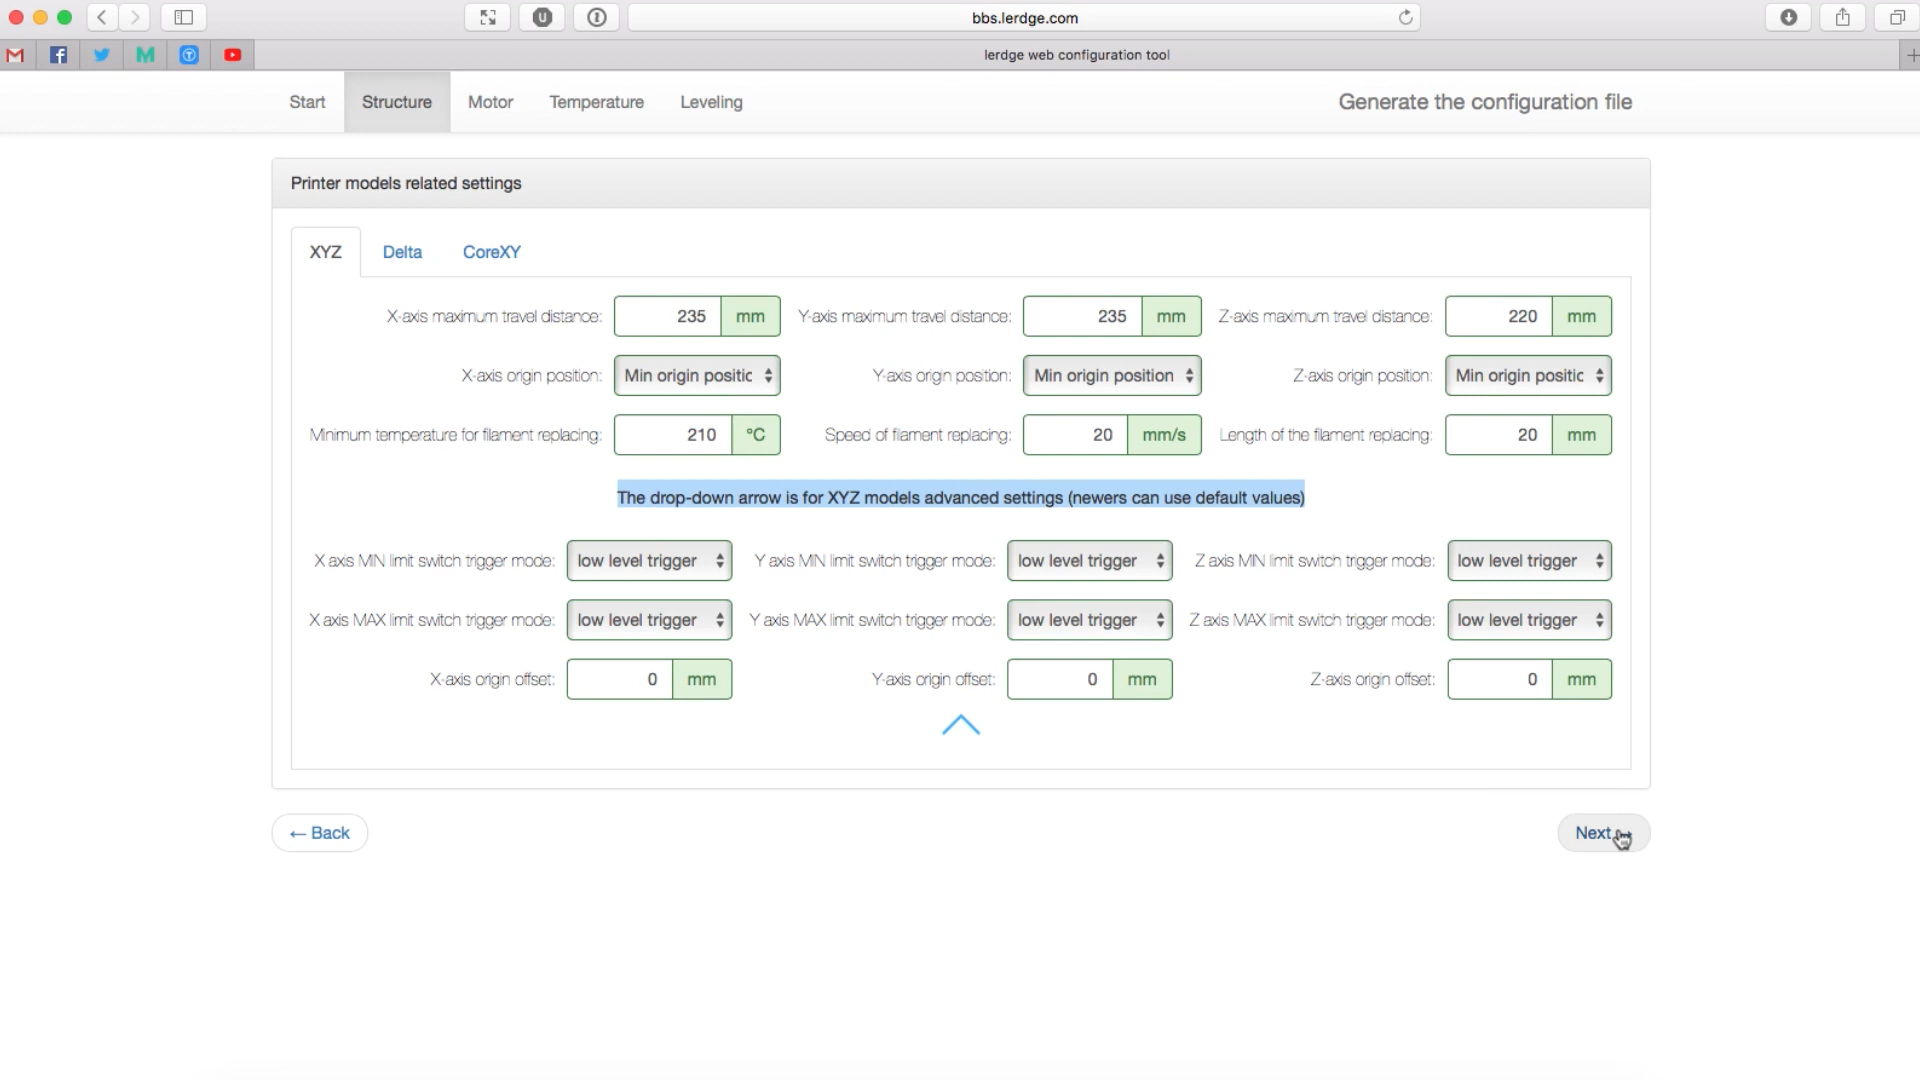 bbs.lerdge.com
lerdge web configuration tool
Start Structure Motor Temperature Leveling Generate the configuration file
Printer models related settings
XYZ Delta CoreXY
X-axis maximum travel distance: 235 mm Y-axis maximum travel distance: 235 mm Z-axis maximum travel distance: 220 mm
X-axis origin position: Min origin positic Y-axis origin position: Min origin position Z-axis origin position: Min origin positic
Minimum temperature for filament replacing: 210 °C Speed of filament replacing: 20 mm/s Length of the filament replacing: 20 mm
The drop-down arrow is for XYZ models advanced settings (newers can use default values)
X axis MIN limit switch trigger mode: low level trigger Y axis MIN limit switch trigger mode: low level trigger Z axis MIN limit switch trigger mode: low level trigger
X axis MAX limit switch trigger mode: low level trigger Y axis MAX limit switch trigger mode: low level trigger Z axis MAX limit switch trigger mode: low level trigger
X-axis origin offset: 0 mm Y-axis origin offset: 0 mm Z-axis origin offset: 0 mm
← Back Next